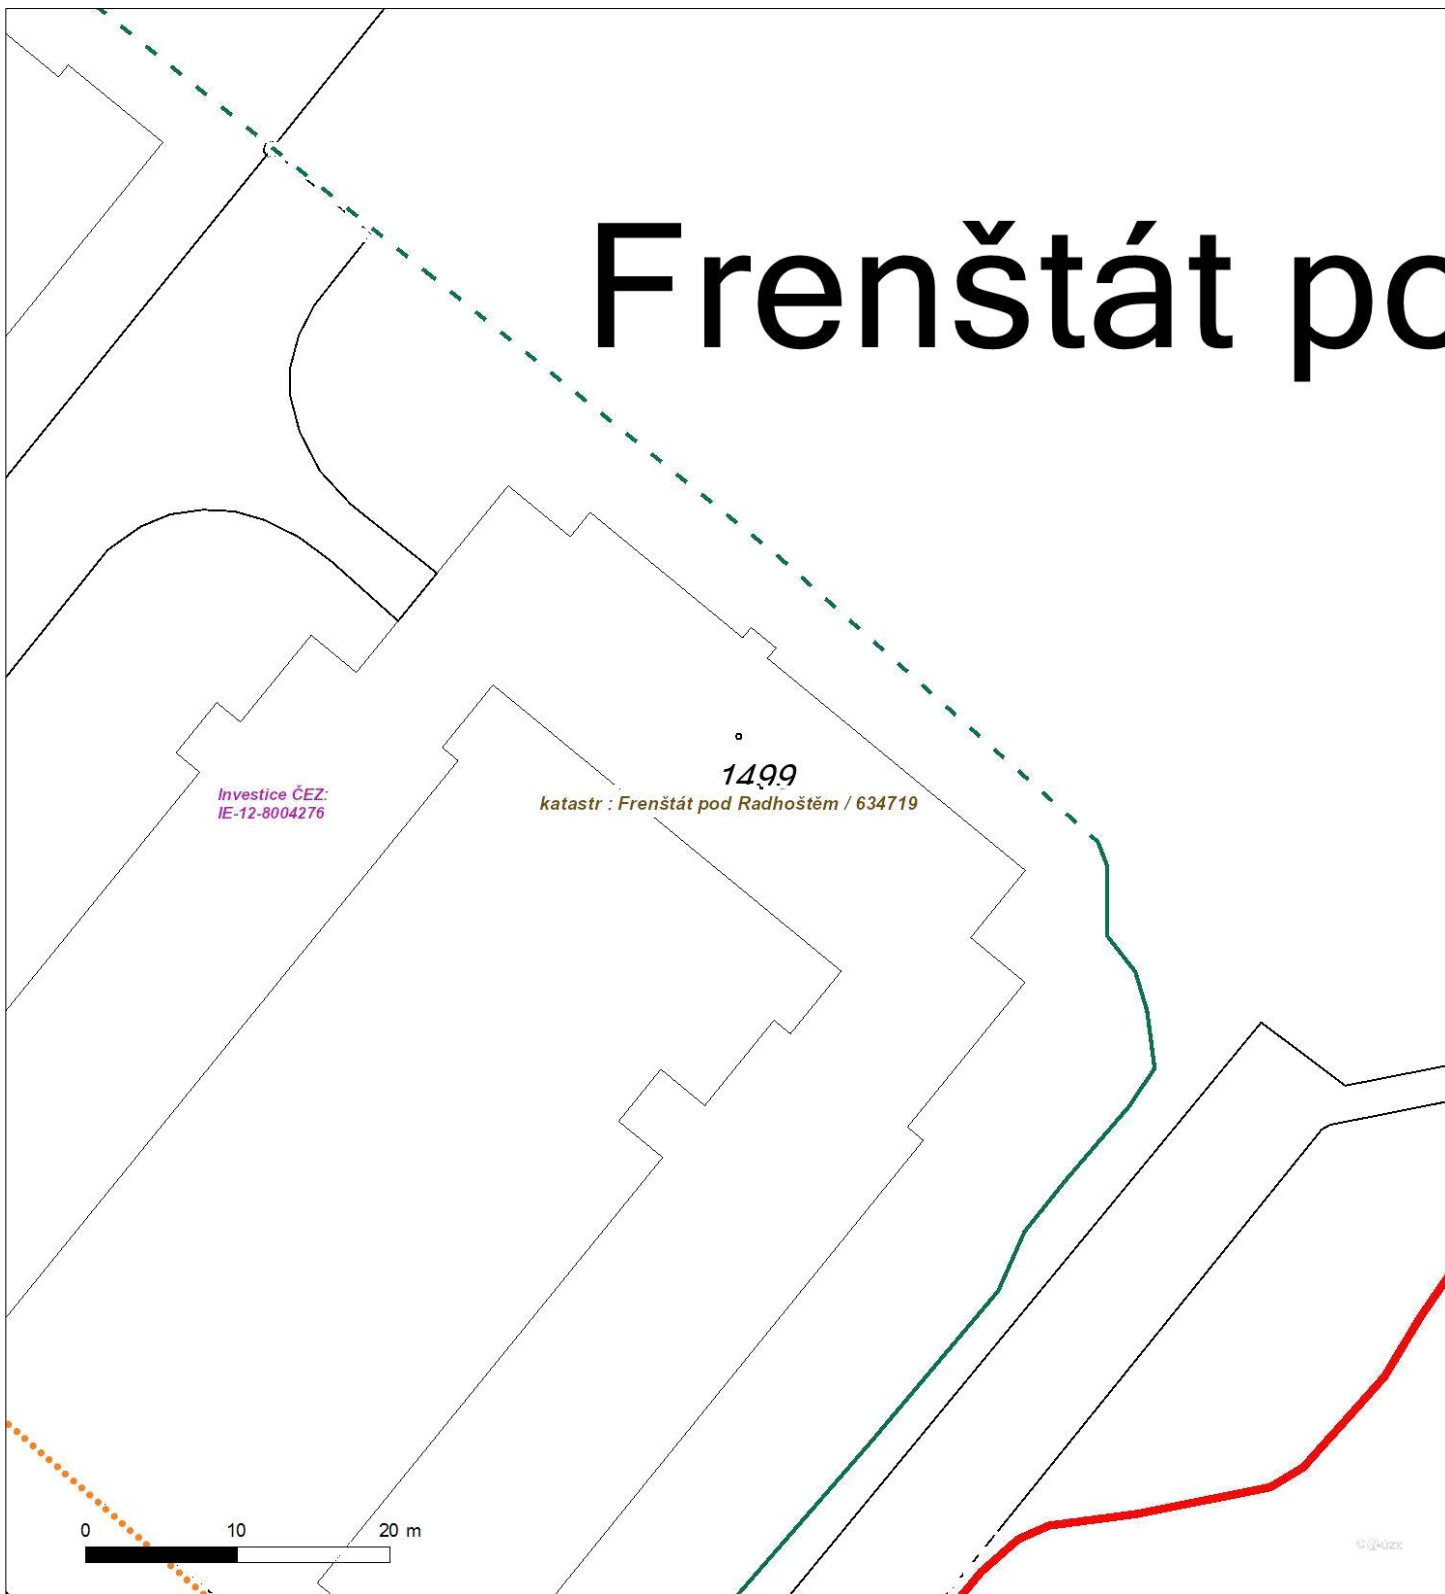 Frenštát po
1499
Investice ČEZ:
IE-12-8004276
katastr : Frenštát pod Radhoštěm / 634719
0 10 20 m